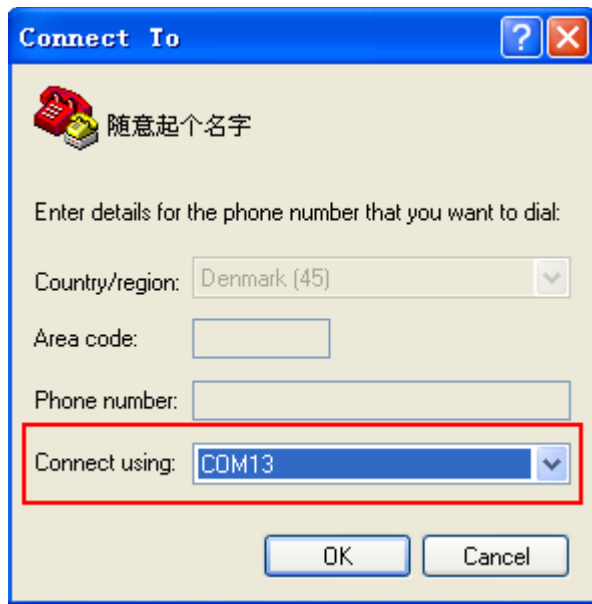 Connect To
随意起个名字
Enter details for the phone number that you want to dial:
Country/region: Denmark (45)
Area code:
Phone number:
Connect using: COM13
OK Cancel